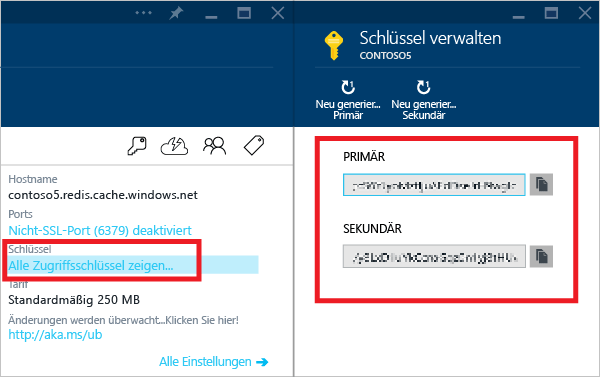 Hostname
contoso5.redis.cache.windows.net
Ports
Nicht-SSL-Port (6379) deaktiviert
Schlüssel
Alle Zugriffsschlüssel zeigen...
Tarif
Standardmäßig 250 MB
Änderungen werden überwacht...Klicken Sie hier!
http://aka.ms/ub
Alle Einstellungen
Schlüssel verwalten
CONTOSO5
Neu generier... Neu generier...
Primär Sekundär
PRIMÄR
SEKUNDÄR